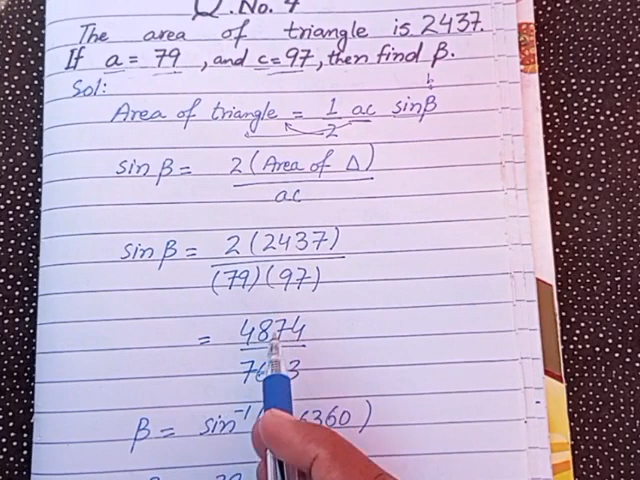 Q.No. 4
The area of triangle is 2437.
If a = 79, and c = 97, then find β.
Sol:
Area of triangle = 1/2 ac sinβ
sin β = 2 (Area of Δ) / ac
sin β = 2 (2437) / (79)(97)
= 4874 /
β = sin⁻¹ ( 6360 )